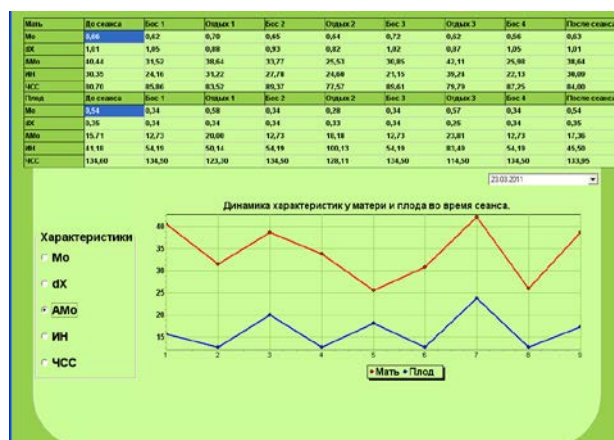 Мать До сеанса Бос 1 Отдых 1 Бос 2 Отдых 2 Бос 3 Отдых 3 Бос 4 После сеанса
Мо 0,66 0,62 0,70 0,65 0,64 0,72 0,62 0,56 0,63
dX 1,01 1,05 0,88 0,93 0,82 1,02 0,87 1,05 1,01
АМо 40,44 31,52 38,64 33,77 25,53 30,85 42,11 25,98 38,64
ИН 30,35 24,16 31,22 27,78 24,60 21,15 39,24 22,13 30,09
ЧСС 80,70 85,86 83,52 89,37 77,57 89,61 79,79 87,25 84,00
Плод До сеанса Бос 1 Отдых 1 Бос 2 Отдых 2 Бос 3 Отдых 3 Бос 4 После сеанса
Мо 0,54 0,34 0,58 0,34 0,28 0,34 0,57 0,34 0,54
dX 0,35 0,34 0,34 0,34 0,33 0,34 0,25 0,34 0,35
АМо 15,71 12,73 20,00 12,73 18,18 12,73 23,81 12,73 17,36
ИН 41,18 54,19 50,14 54,19 100,13 54,19 83,49 54,19 45,50
ЧСС 134,60 134,50 123,30 134,50 128,11 134,50 114,50 134,50 133,95
23.03.2011
Динамика характеристик у матери и плода во время сеанса.
Характеристики
Мо
dX
АМо
ИН
ЧСС
40
35
30
25
20
15
1 2 3 4 5 6 7 8 9
Мать Плод